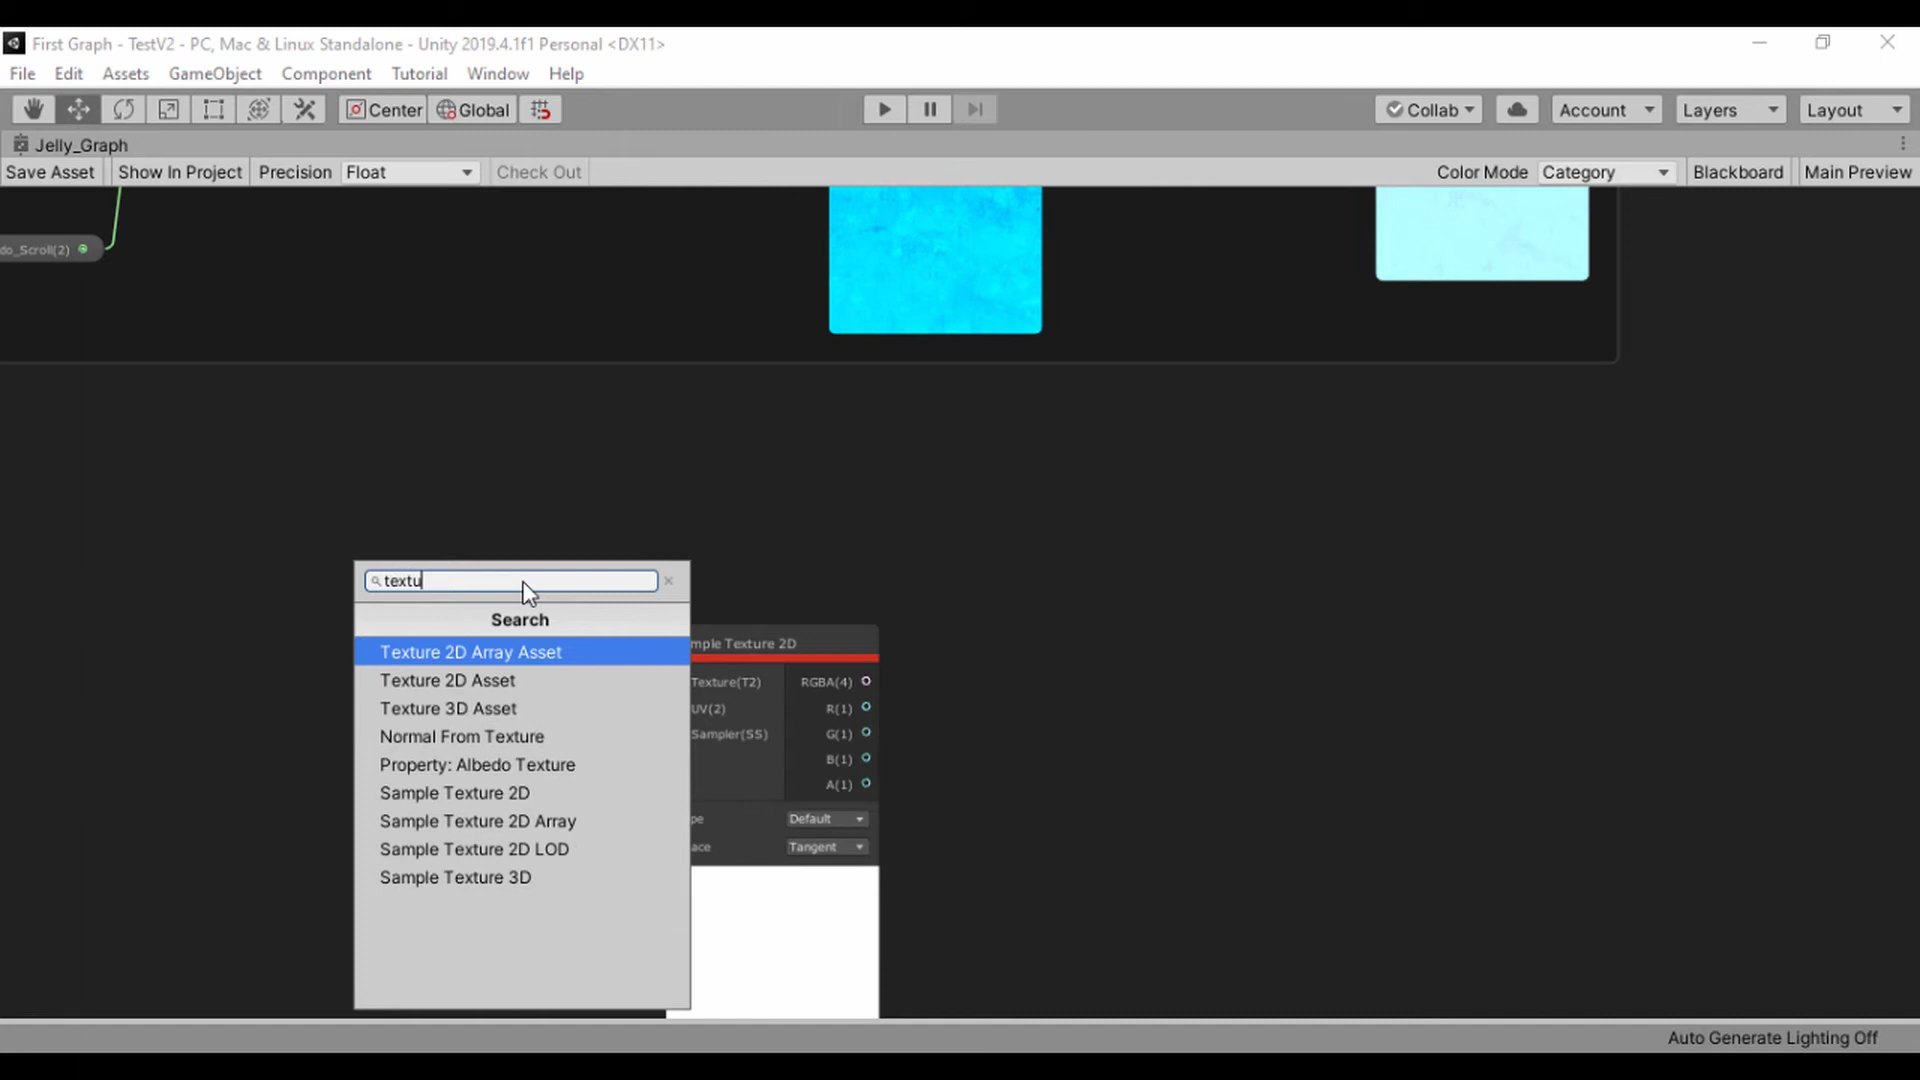 First Graph - TestV2 - PC, Mac & Linux Standalone - Unity 2019.4.1f1 Personal <DX11>
File Edit Assets GameObject Component Tutorial Window Help
Center Global Collab Account Layers Layout
Jelly_Graph
Save Asset Show In Project Precision Float Check Out Color Mode Category Blackboard Main Preview
do_Scroll(2)
textu
Search
Texture 2D Array Asset
Texture 2D Asset
Texture 3D Asset
Normal From Texture
Property: Albedo Texture
Sample Texture 2D
Sample Texture 2D Array
Sample Texture 2D LOD
Sample Texture 3D
mple Texture 2D
Texture(T2) RGBA(4)
UV(2) R(1)
Sampler(SS) G(1)
B(1)
A(1)
pe Default
ace Tangent
Auto Generate Lighting Off